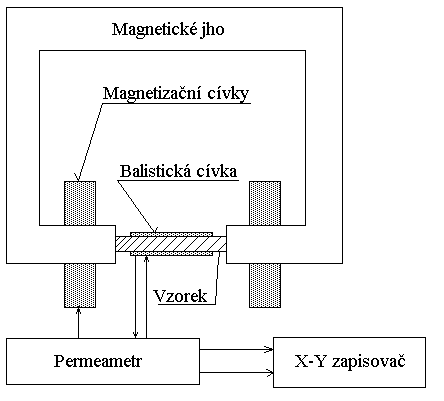 Magnetické jho
Magnetizační cívky
Balistická cívka
Vzorek
Permeametr
X-Y zapisovač